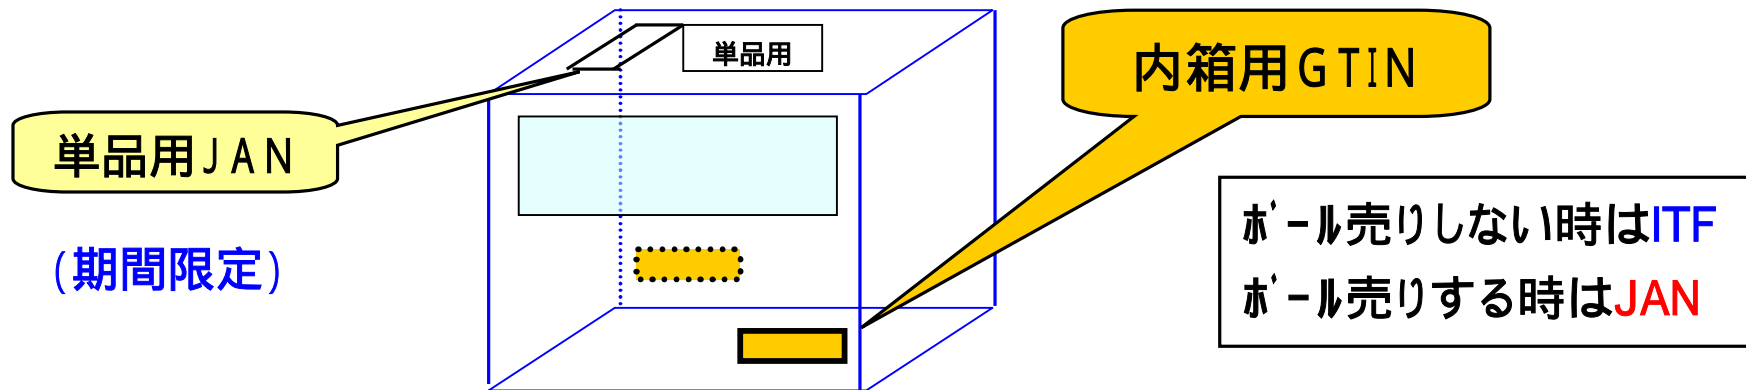 単品用
内箱用GTIN
単品用JAN
(期間限定)
ﾎﾞｰﾙ売りしない時はITF
ﾎﾞｰﾙ売りする時はJAN